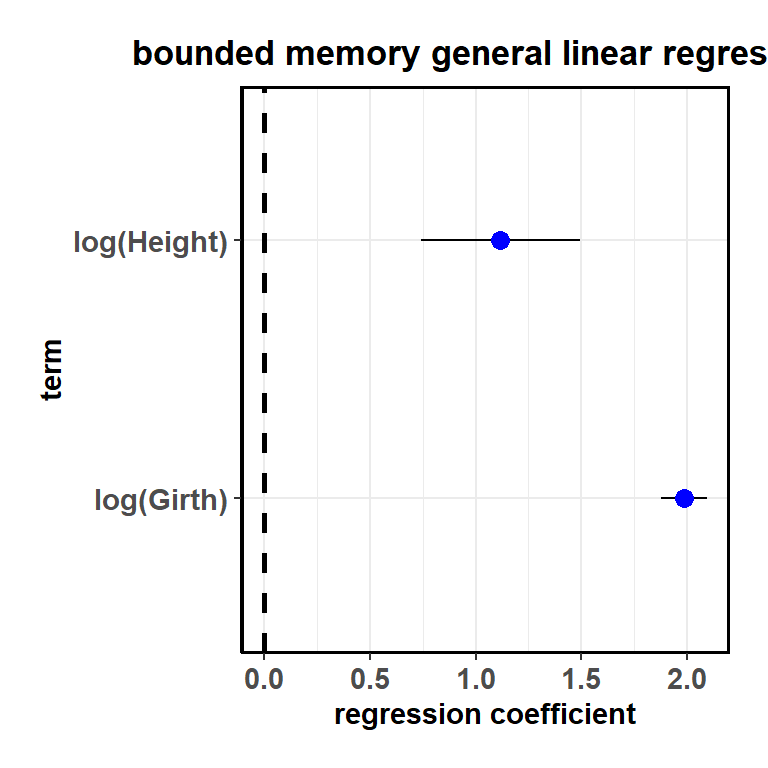 bounded memory general linear regres
log(Height)
term
log(Girth)
0.0 0.5 1.0 1.5 2.0
regression coefficient